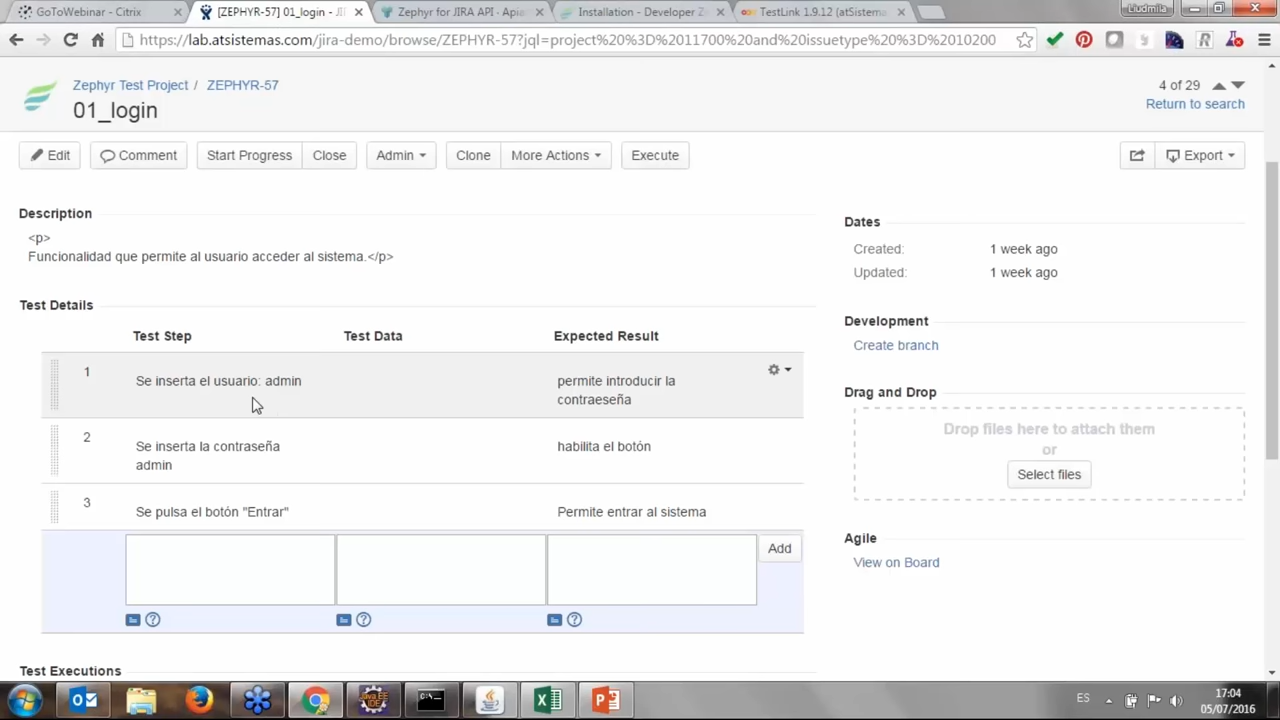 GoToWebinar - Citrix
[ZEPHYR-57] 01_login - JI
Zephyr for JIRA API - Apia
Installation - Developer Z
TestLink 1.9.12 (atSistema
Ludmila
https://lab.atsistemas.com/jira-demo/browse/ZEPHYR-57?jql=project%20%3D%2011700%20and%20issuetype%20%3D%2010200
Zephyr Test Project / ZEPHYR-57
4 of 29
01_login
Return to search
Edit Comment Start Progress Close Admin Clone More Actions Execute Export
Description
<p>
Funcionalidad que permite al usuario acceder al sistema.</p>
Test Details
Test Step Test Data Expected Result
1 Se inserta el usuario: admin permite introducir la
contraeseña
2 Se inserta la contraseña habilita el botón
admin
3 Se pulsa el botón "Entrar" Permite entrar al sistema
Add
Test Executions
Dates
Created: 1 week ago
Updated: 1 week ago
Development
Create branch
Drag and Drop
Drop files here to attach them
or
Select files
Agile
View on Board
ES
17:04
05/07/2016